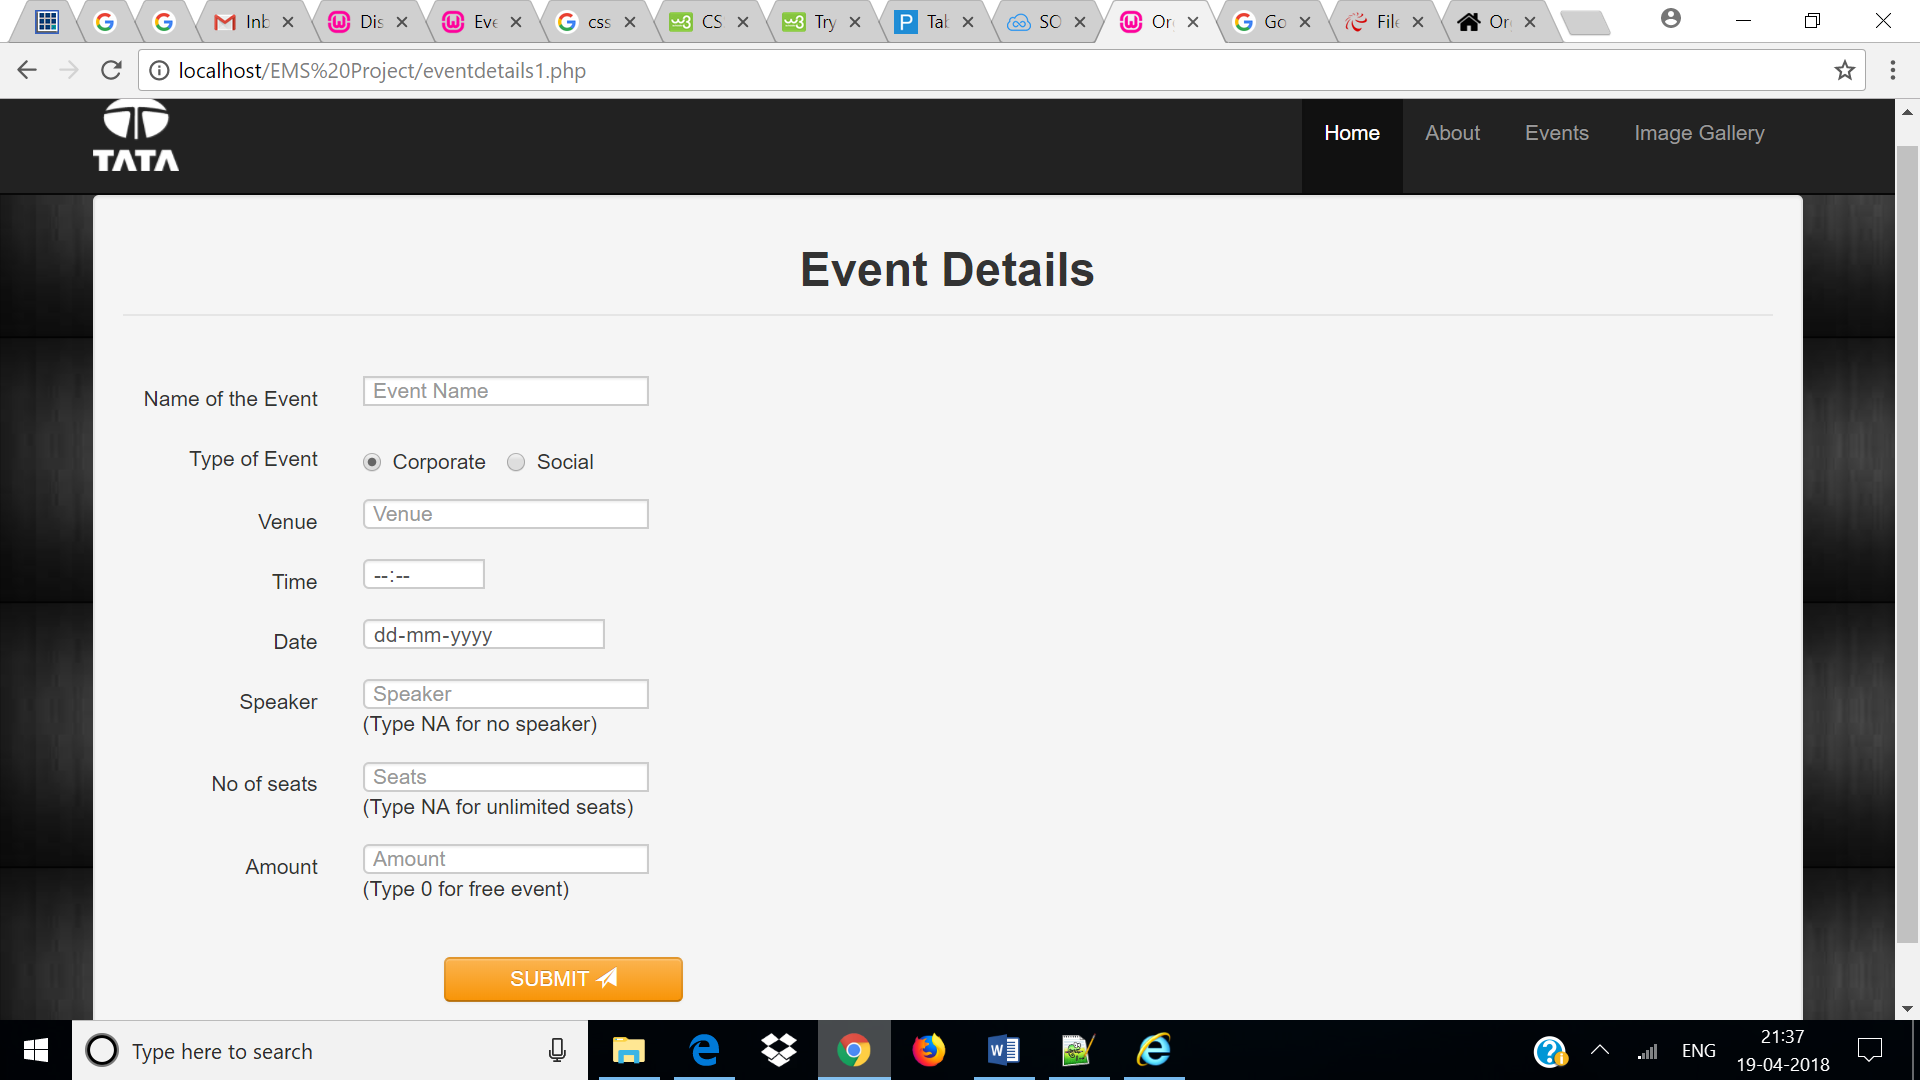 Inb
Dis
Eve
css
CS
Try
Tab
SO
Or
Go
File
Or
localhost/EMS%20Project/eventdetails1.php
TATA
Home
About
Events
Image Gallery
Event Details
Name of the Event
Event Name
Type of Event
Corporate
Social
Venue
Venue
Time
--:--
Date
dd-mm-yyyy
Speaker
Speaker
(Type NA for no speaker)
No of seats
Seats
(Type NA for unlimited seats)
Amount
Amount
(Type 0 for free event)
SUBMIT
Type here to search
ENG
21:37
19-04-2018